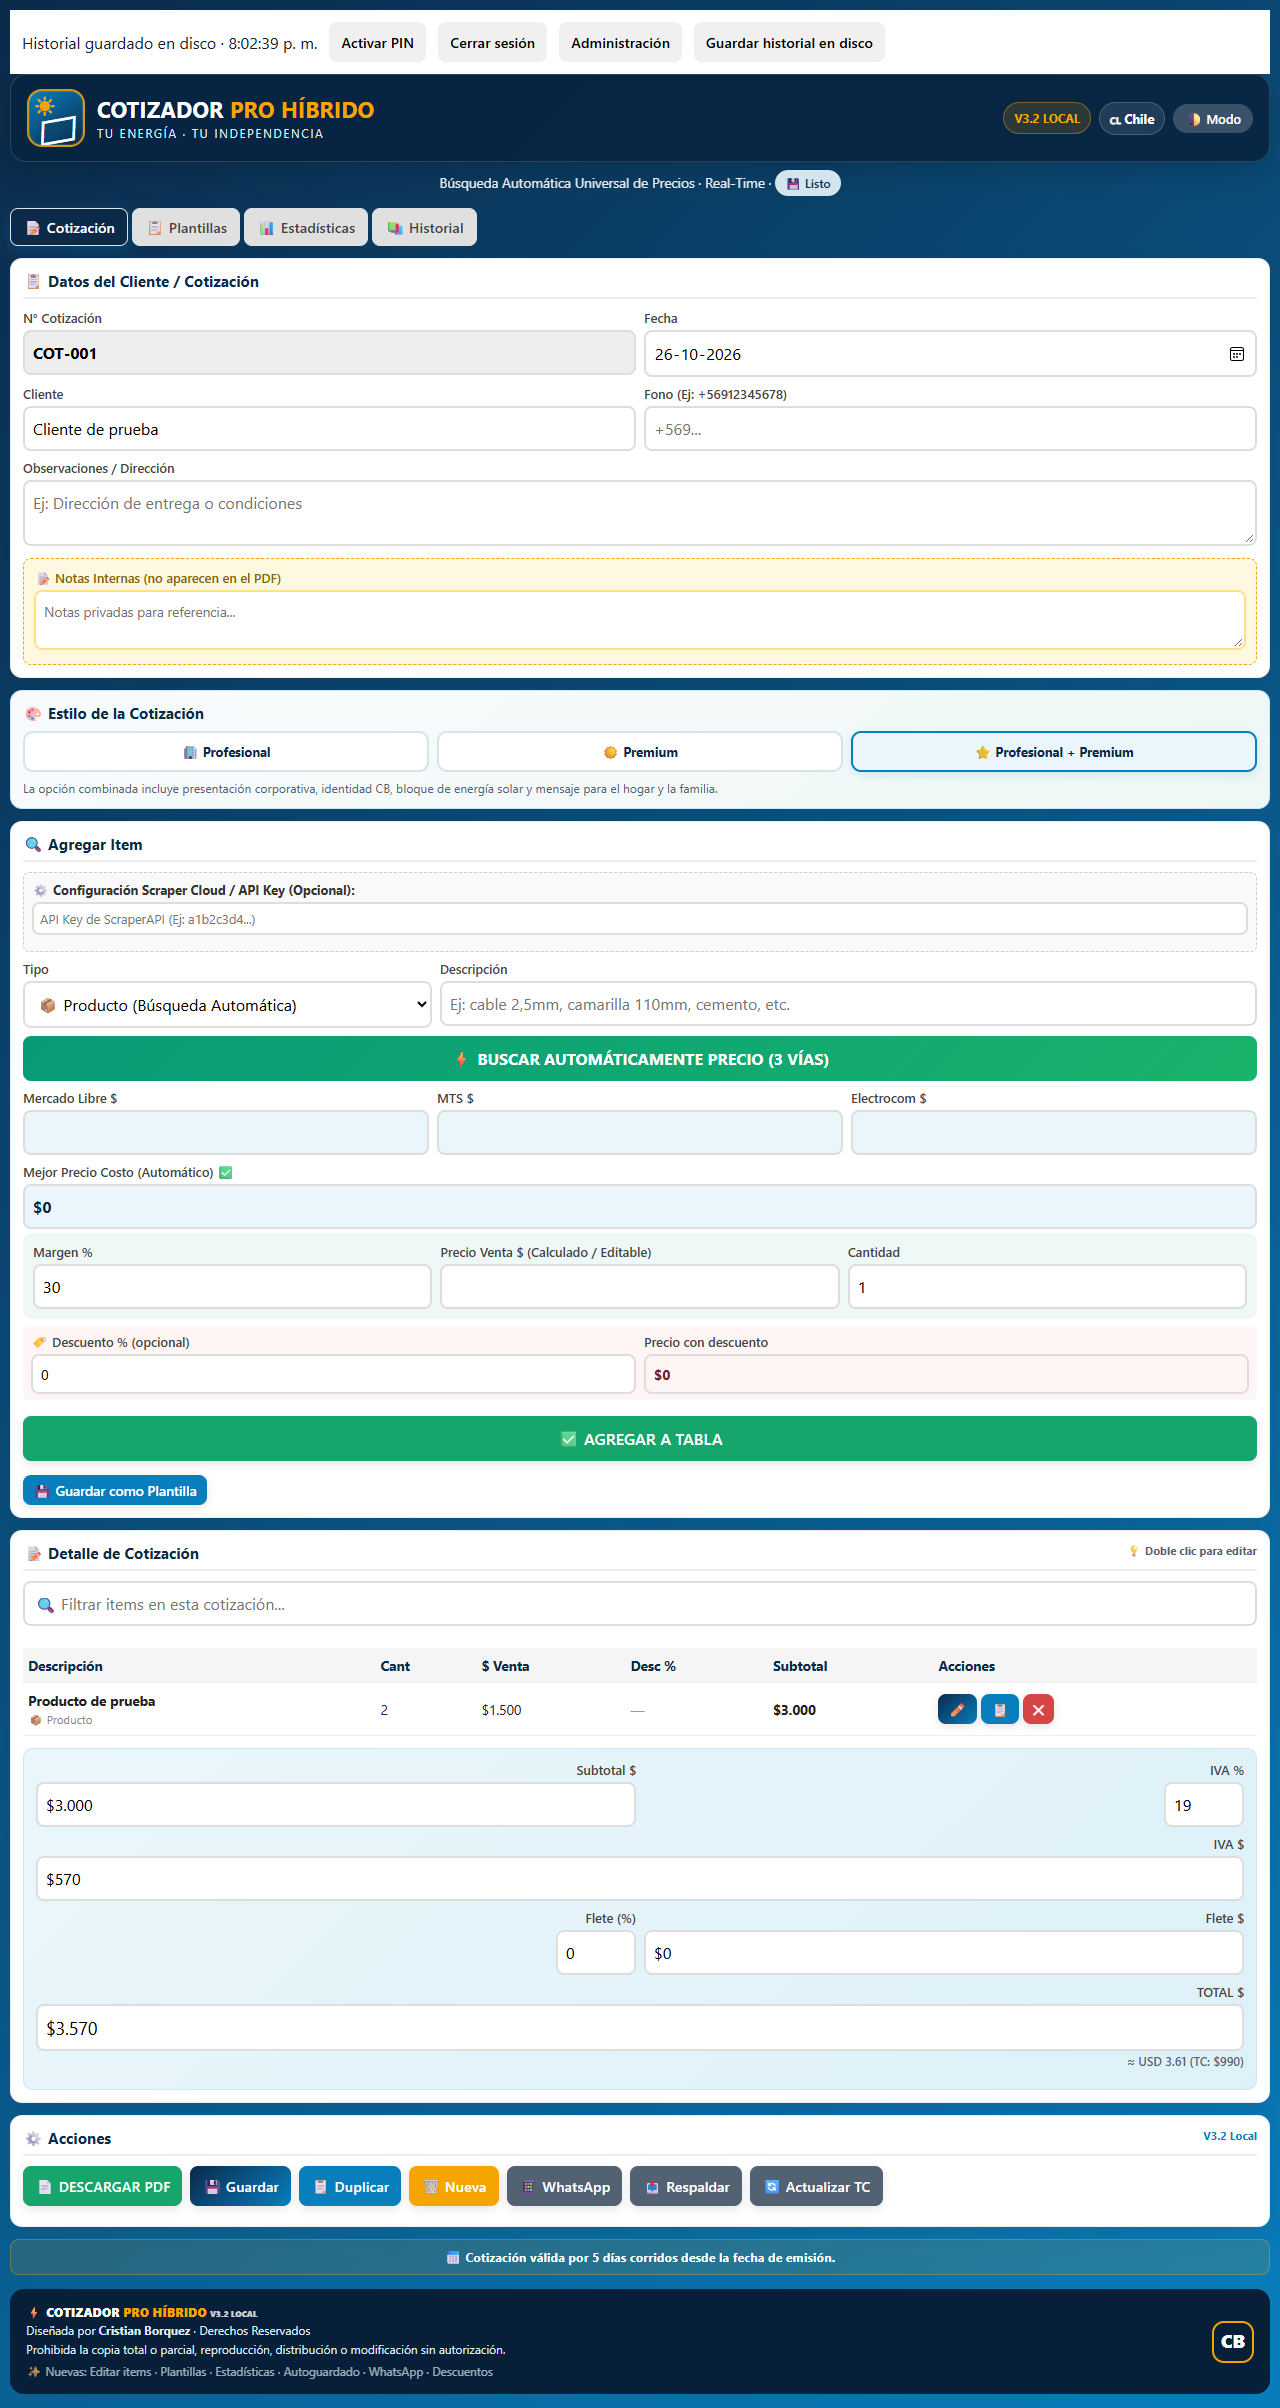 Historial guardado en disco · 8:02:39 p. m.
Activar PIN
Cerrar sesión
Administración
Guardar historial en disco
COTIZADOR PRO HÍBRIDO
TU ENERGÍA · TU INDEPENDENCIA
V3.2 LOCAL
CL Chile
Modo
Búsqueda Automática Universal de Precios · Real-Time ·
Listo
Cotización
Plantillas
Estadísticas
Historial
Datos del Cliente / Cotización
N° Cotización
Fecha
COT-001
26-10-2026
Cliente
Fono (Ej: +56912345678)
Cliente de prueba
+569...
Observaciones / Dirección
Ej: Dirección de entrega o condiciones
Notas Internas (no aparecen en el PDF)
Notas privadas para referencia...
Estilo de la Cotización
Profesional
Premium
Profesional + Premium
La opción combinada incluye presentación corporativa, identidad CB, bloque de energía solar y mensaje para el hogar y la familia.
Agregar Item
Configuración Scraper Cloud / API Key (Opcional):
API Key de ScraperAPI (Ej: a1b2c3d4...)
Tipo
Descripción
Producto (Búsqueda Automática)
Ej: cable 2,5mm, camarilla 110mm, cemento, etc.
BUSCAR AUTOMÁTICAMENTE PRECIO (3 VÍAS)
Mercado Libre $
MTS $
Electrocom $
Mejor Precio Costo (Automático)
$0
Margen %
Precio Venta $ (Calculado / Editable)
Cantidad
30
1
Descuento % (opcional)
Precio con descuento
0
$0
AGREGAR A TABLA
Guardar como Plantilla
Detalle de Cotización
Doble clic para editar
Filtrar items en esta cotización...
Descripción
Cant
$ Venta
Desc %
Subtotal
Acciones
Producto de prueba
Producto
2
$1.500
—
$3.000
Subtotal $
IVA %
$3.000
19
IVA $
$570
Flete (%)
Flete $
0
$0
TOTAL $
$3.570
≈ USD 3.61 (TC: $990)
Acciones
V3.2 Local
DESCARGAR PDF
Guardar
Duplicar
Nueva
WhatsApp
Respaldar
Actualizar TC
Cotización válida por 5 días corridos desde la fecha de emisión.
COTIZADOR PRO HÍBRIDO V3.2 LOCAL
Diseñada por Cristian Borquez · Derechos Reservados
Prohibida la copia total o parcial, reproducción, distribución o modificación sin autorización.
Nuevas: Editar items · Plantillas · Estadísticas · Autoguardado · WhatsApp · Descuentos
CB